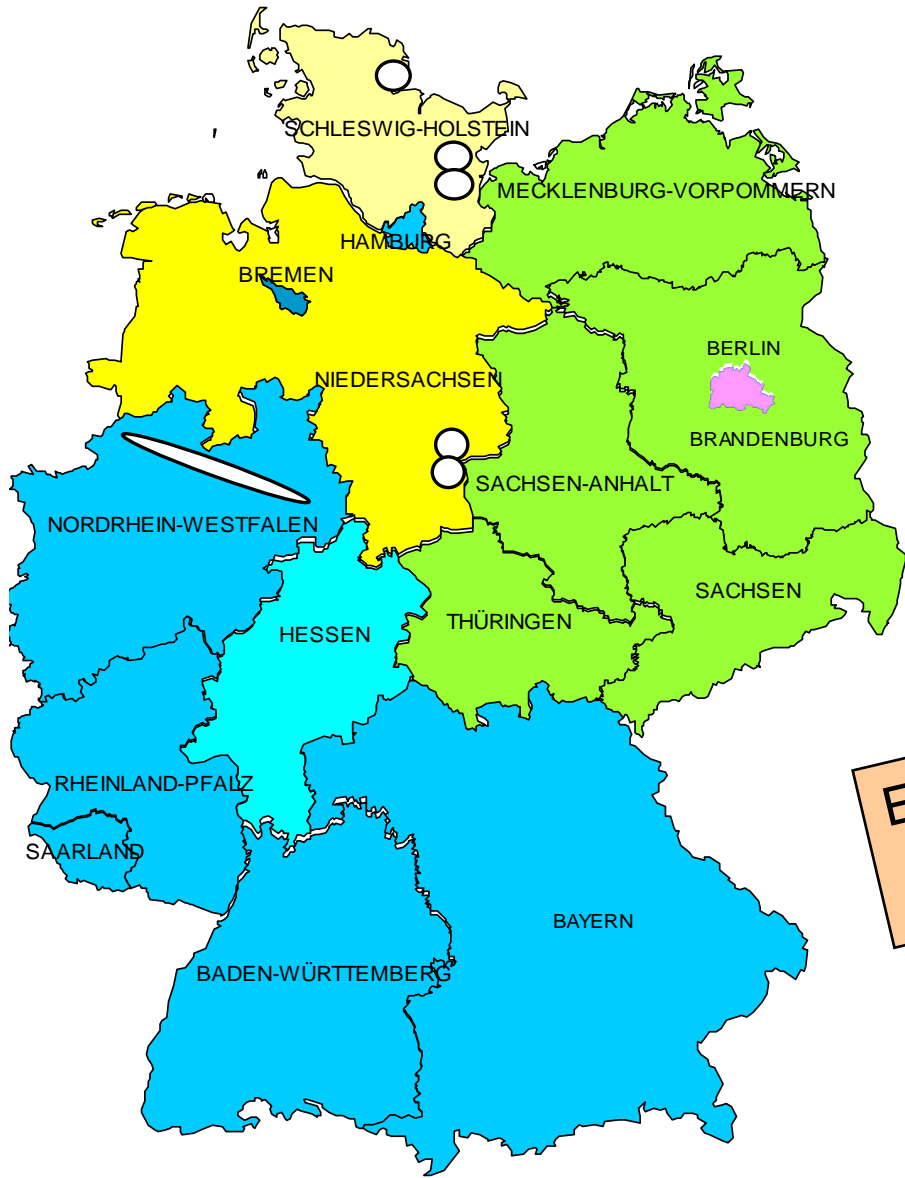 SCHLESWIG-HOLSTEIN
MECKLENBURG-VORPOMMERN
HAMBURG
BREMEN
BERLIN
NIEDERSACHSEN
BRANDENBURG
SACHSEN-ANHALT
NORDRHEIN-WESTFALEN
SACHSEN
THÜRINGEN
HESSEN
RHEINLAND-PFALZ
SAARLAND
BAYERN
BADEN-WÜRTTEMBERG